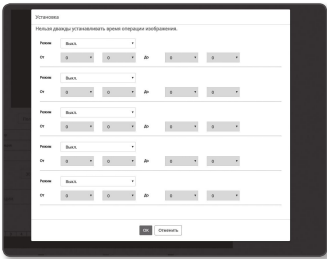 Установка
Нельзя дважды устанавливать время операции изображения.
Режим Выкл.
От 0 0 До 0 0
Режим Выкл.
От 0 0 До 0 0
Режим Выкл.
От 0 0 До 0 0
Режим Выкл.
От 0 0 До 0 0
Режим Выкл.
От 0 0 До 0 0
ОК Отменить